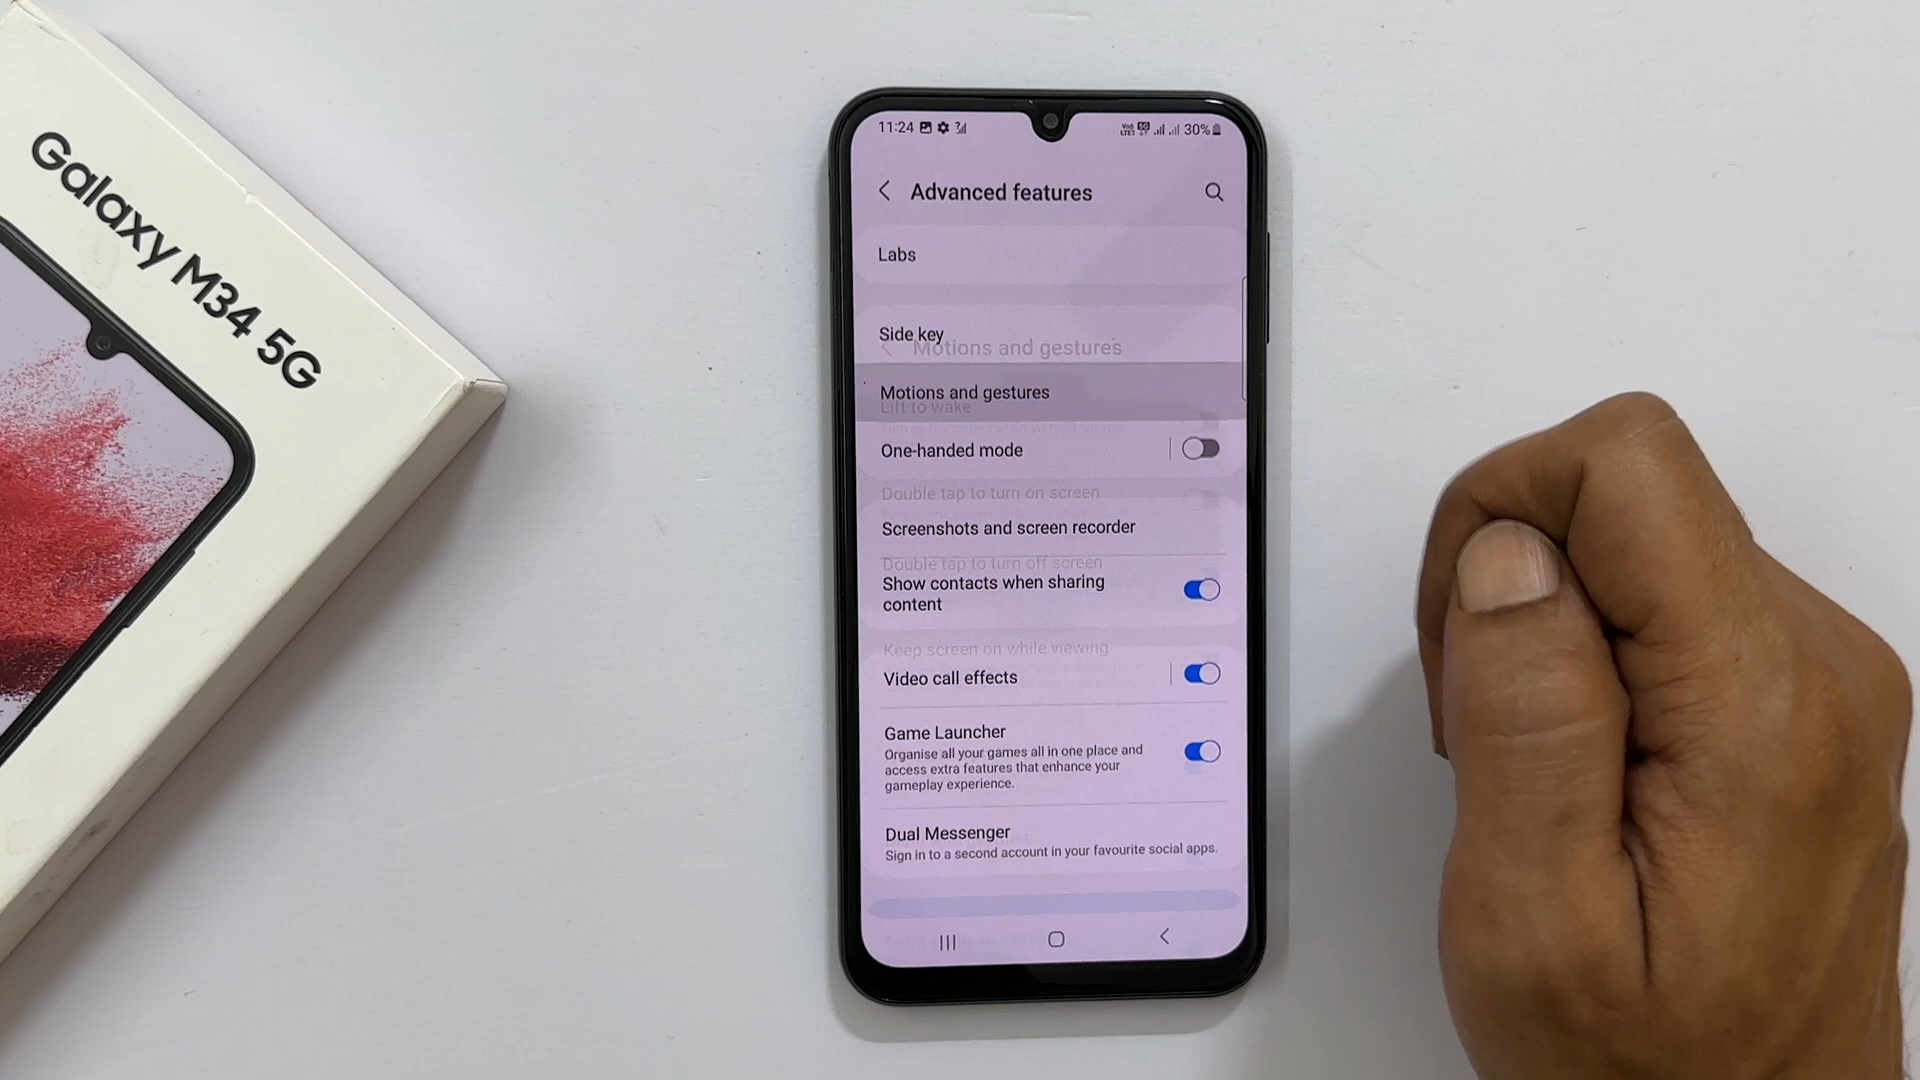 Galaxy M34 5G
11:24
30%
Advanced features
Labs
Side key
Motions and gestures
Motions and gestures
Lift to wake
One-handed mode
Double tap to turn on screen
Screenshots and screen recorder
Double tap to turn off screen
Show contacts when sharing
content
Keep screen on while viewing
Video call effects
Game Launcher
Organise all your games all in one place and
access extra features that enhance your
gameplay experience.
Dual Messenger
Sign in to a second account in your favourite social apps.